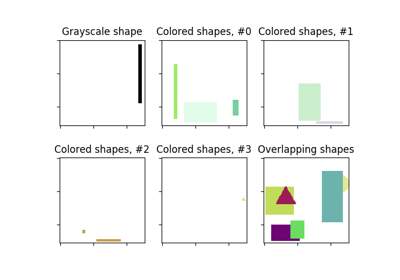 Grayscale shape
Colored shapes, #0
Colored shapes, #1
Colored shapes, #2
Colored shapes, #3
Overlapping shapes